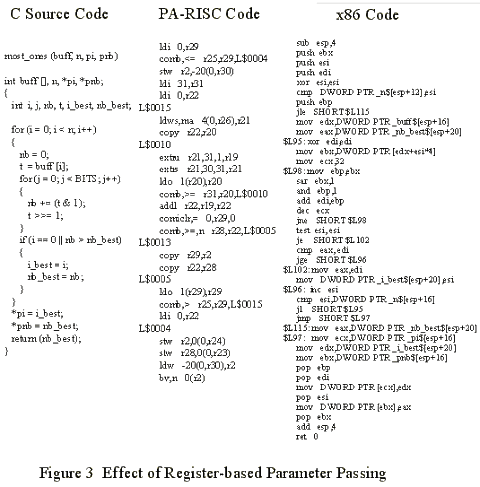 C Source Code
most_ones (buff, n, pi, pnb)
int buff [], n, *pi, *pnb;
{
int i, j, nb, t, i_best, nb_best;
for (i = 0; i < n; i++)
{
nb = 0;
t = buff [i];
for (j = 0; j < BITS; j++)
{
nb += (t & 1);
t >>= 1;
}
if (i == 0 || nb > nb_best)
{
i_best = i;
nb_best = nb;
}
}
*pi = i_best;
*pnb = nb_best;
return (nb_best);
}
PA-RISC Code
ldi 0,r29
comb,<= r25,r29,L$0004
stw r2,-20(0,r30)
ldi 31,r31
ldi 0,r22
L$0015
ldws,ma 4(0,r26),r21
copy r22,r20
L$0010
extru r21,31,1,r19
extrs r21,30,31,r21
ldo 1(r20),r20
comb,>= r31,r20,L$0010
addl r22,r19,r22
comiclr,= 0,r29,0
comb,>=,n r28,r22,L$0005
L$0013
copy r29,r2
copy r22,r28
L$0005
ldo 1(r29),r29
comb,> r25,r29,L$0015
ldi 0,r22
L$0004
stw r2,0(0,r24)
stw r28,0(0,r23)
ldw -20(0,r30),r2
bv,n 0(r2)
x86 Code
sub esp,4
push ebx
push esi
push edi
xor esi,esi
cmp DWORD PTR _n$[esp+12],esi
push ebp
jle SHORT $L115
mov edx,DWORD PTR _buff$[esp+16]
mov eax,DWORD PTR _nb_best$[esp+20]
$L95: xor edi,edi
mov ebx,DWORD PTR [edx+esi*4]
mov ecx,32
$L98: mov ebp,ebx
sar ebx,1
and ebp,1
add edi,ebp
dec ecx
jne SHORT $L98
test esi,esi
je SHORT $L102
cmp eax,edi
jge SHORT $L96
$L102: mov eax,edi
mov DWORD PTR _i_best$[esp+20],esi
$L96: inc esi
cmp esi,DWORD PTR _n$[esp+16]
jl SHORT $L95
jmp SHORT $L97
$L115: mov eax,DWORD PTR _nb_best$[esp+20]
$L97: mov ecx,DWORD PTR _pi$[esp+16]
mov edx,DWORD PTR _i_best$[esp+20]
mov ebx,DWORD PTR _pnb$[esp+16]
pop ebp
pop edi
mov DWORD PTR [ecx],edx
pop esi
mov DWORD PTR [ebx],eax
pop ebx
add esp,4
ret 0
Figure 3 Effect of Register-based Parameter Passing